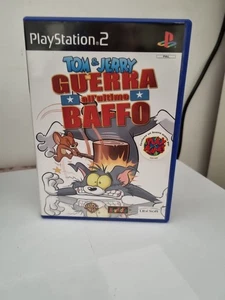 PlayStation 2
TOM & JERRY
GUERRA
all'ultimo
BAFFO